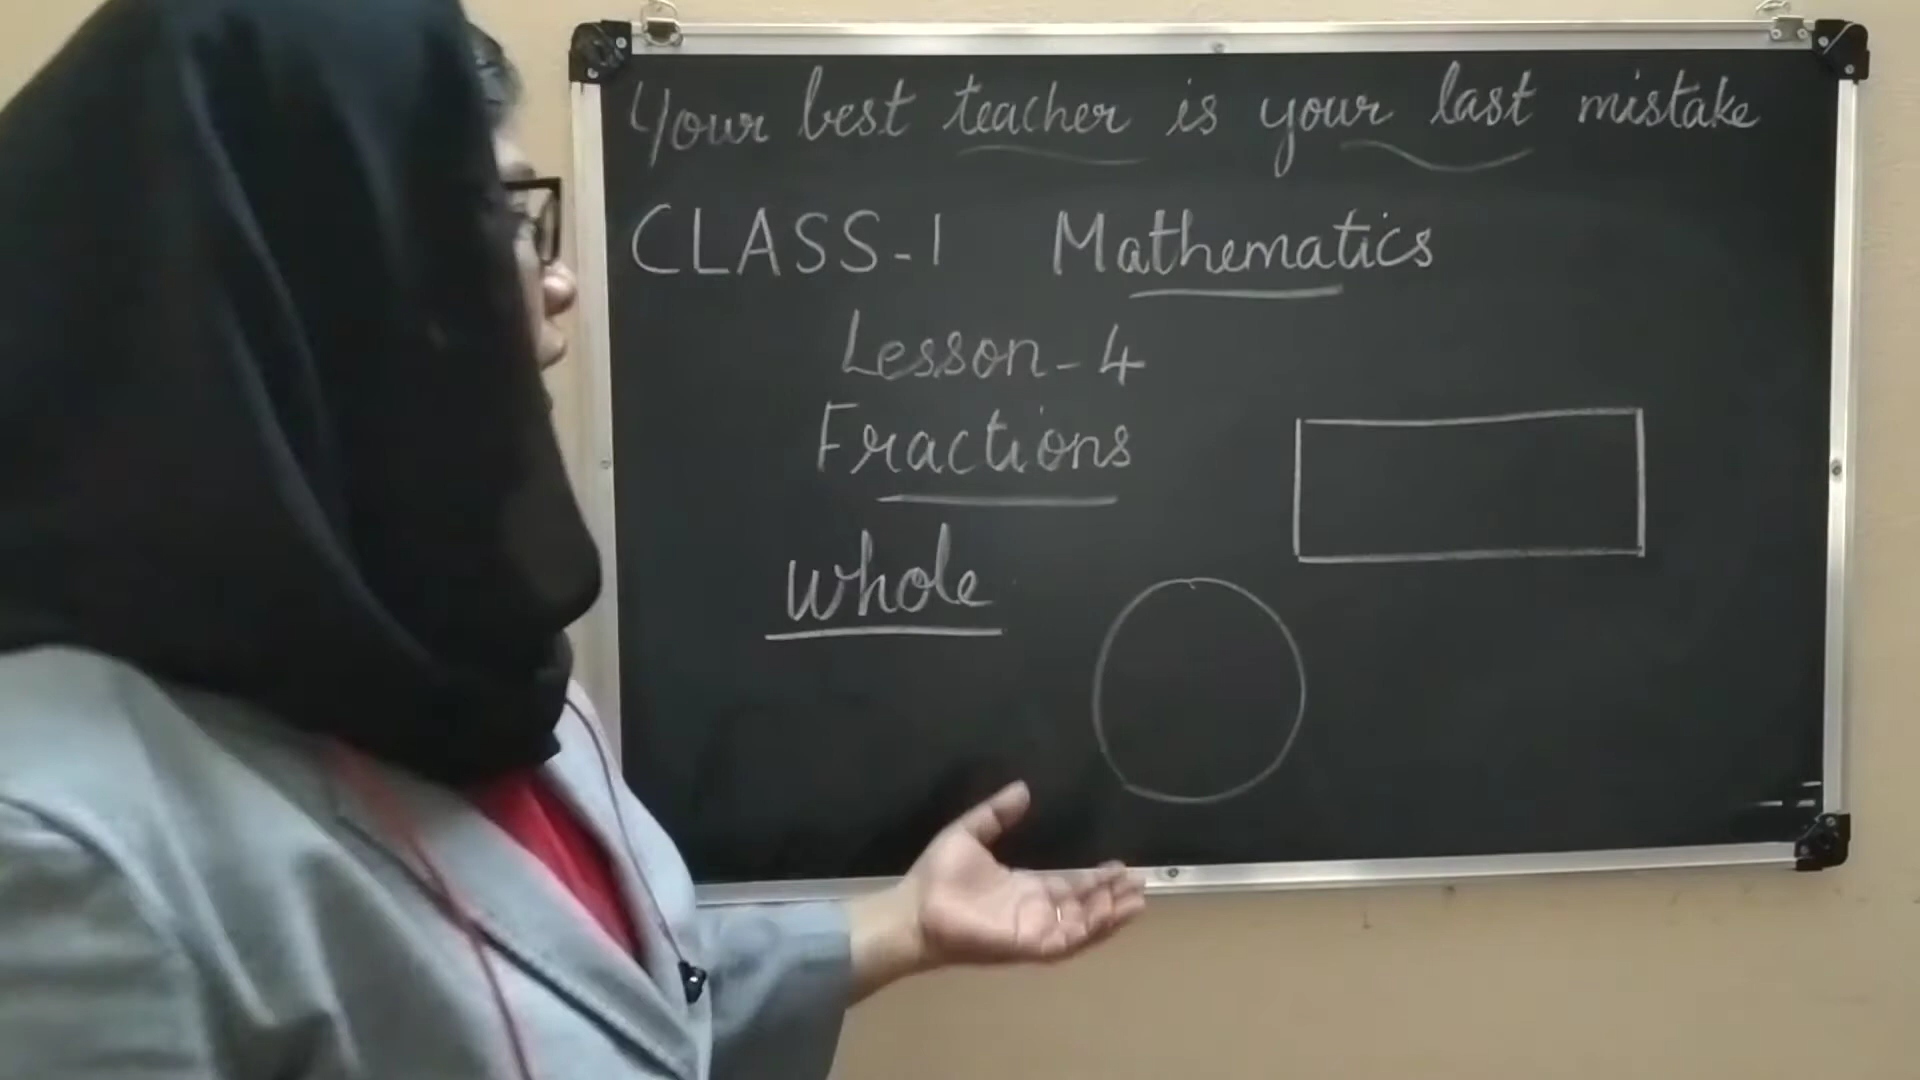 Your best teacher is your last mistake
CLASS-1 Mathematics
Lesson-4
Fractions
Whole